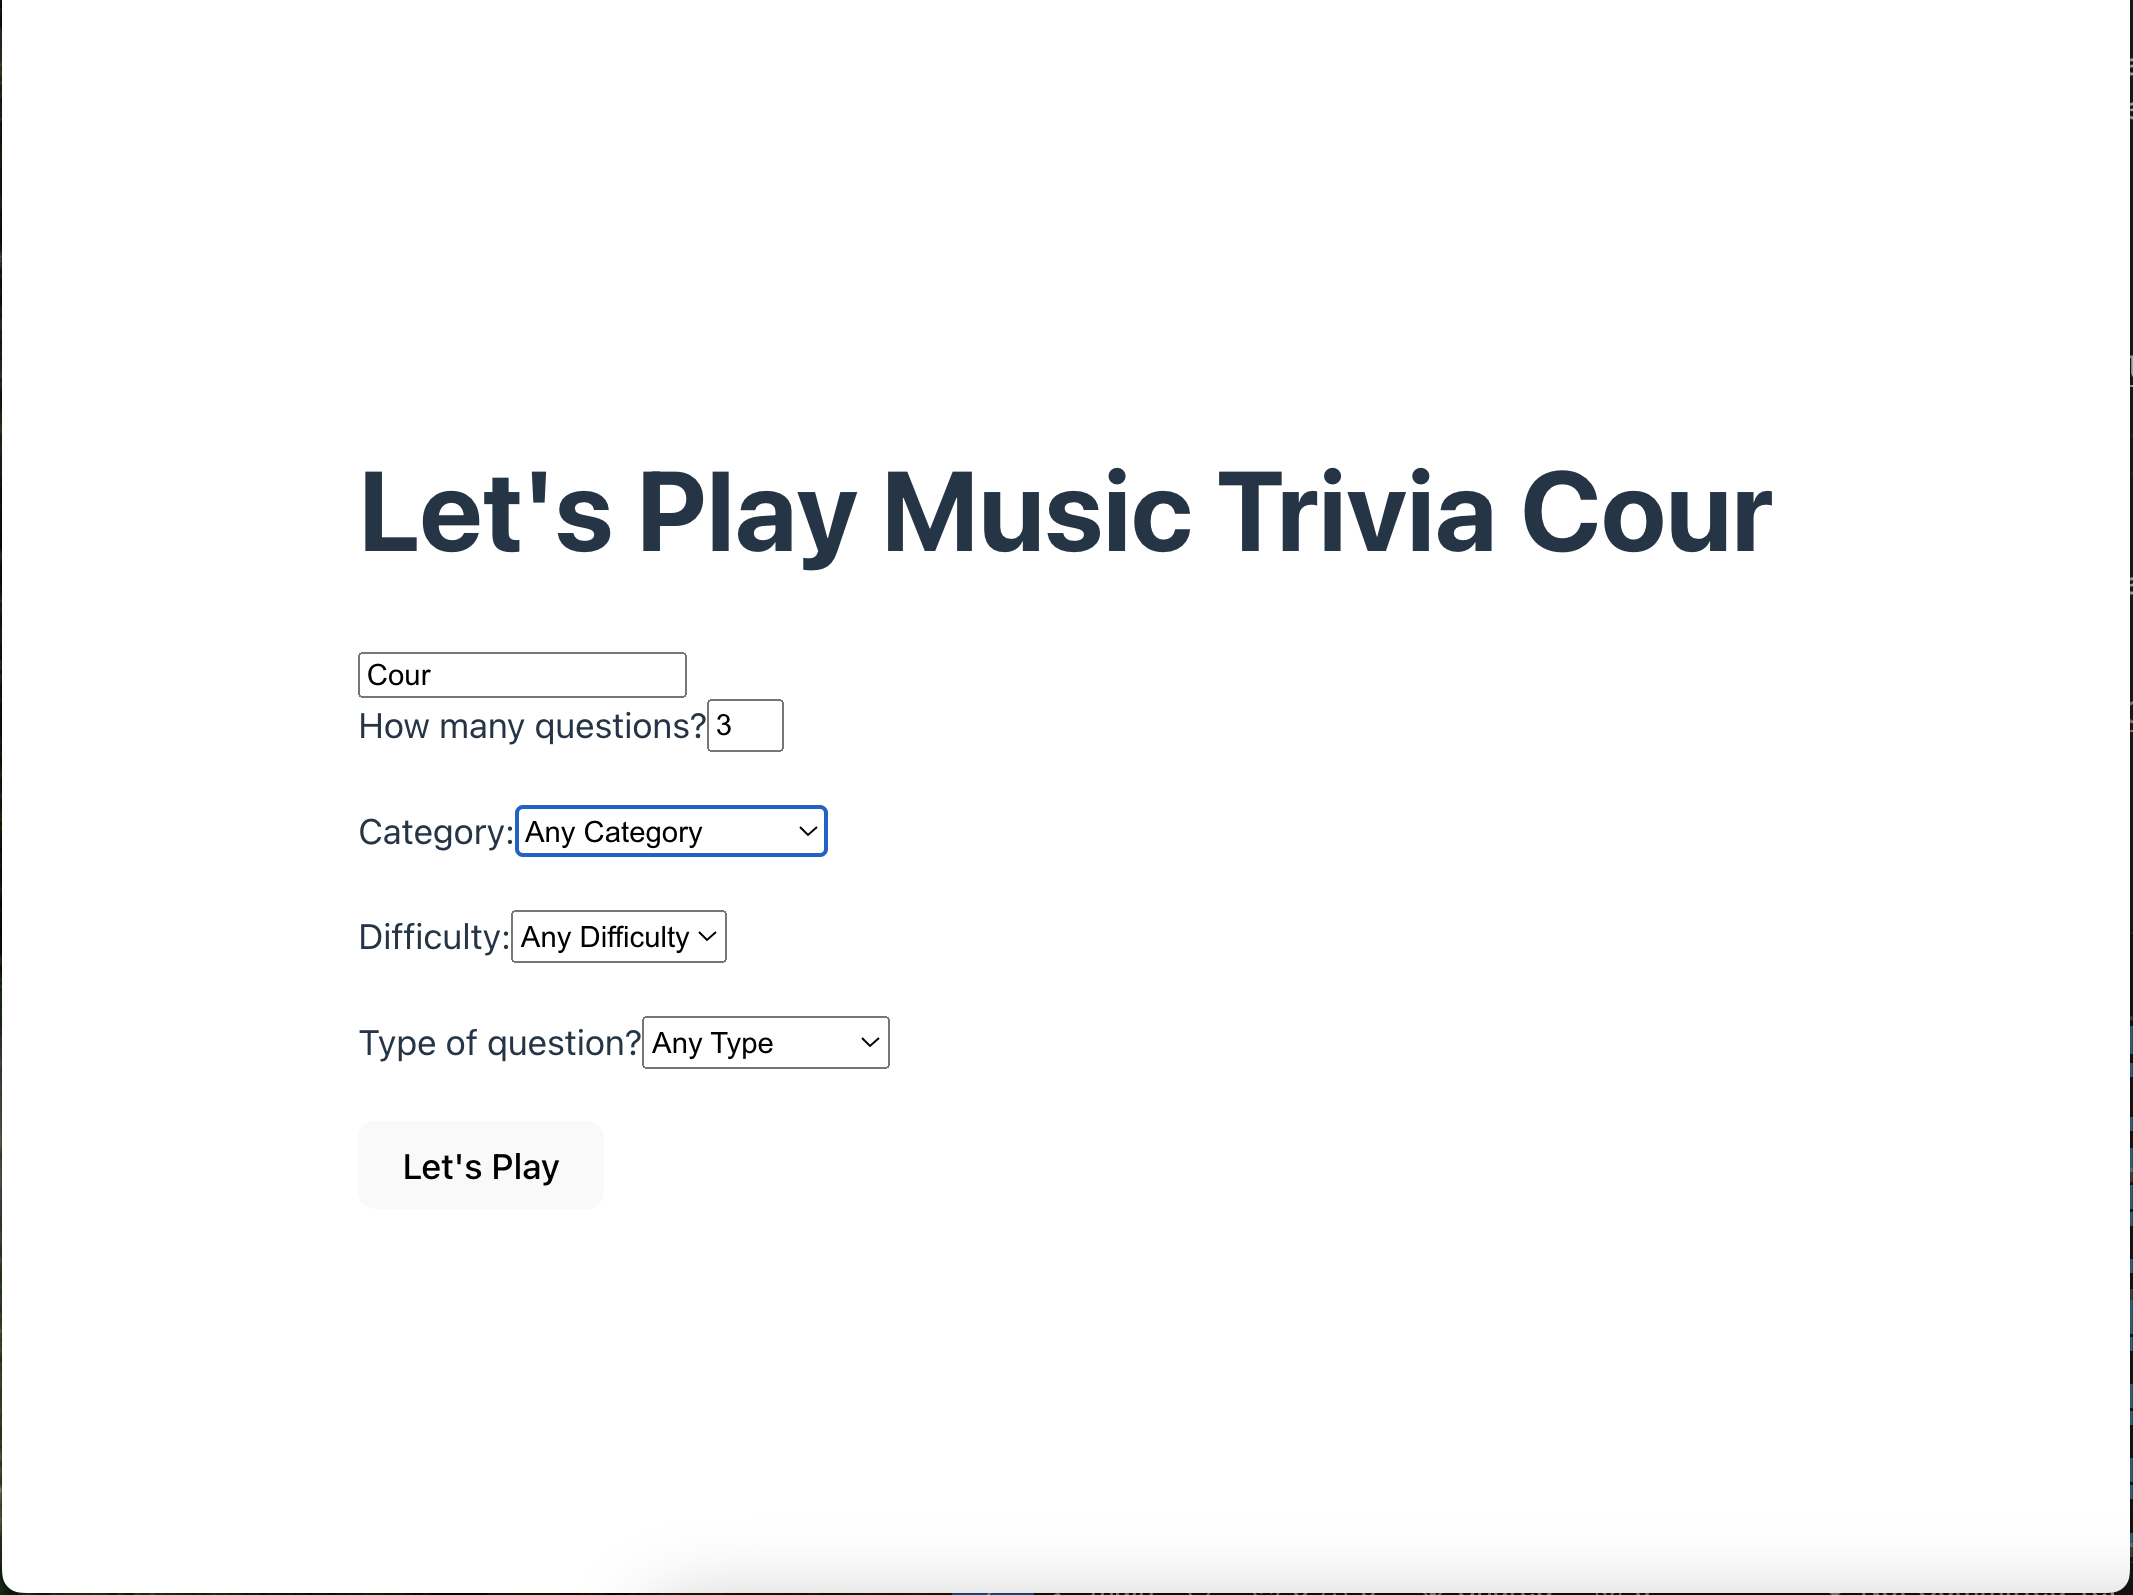 Let's Play Music Trivia Cour
Cour
How many questions? 3
Category: Any Category
Difficulty: Any Difficulty
Type of question? Any Type
Let's Play